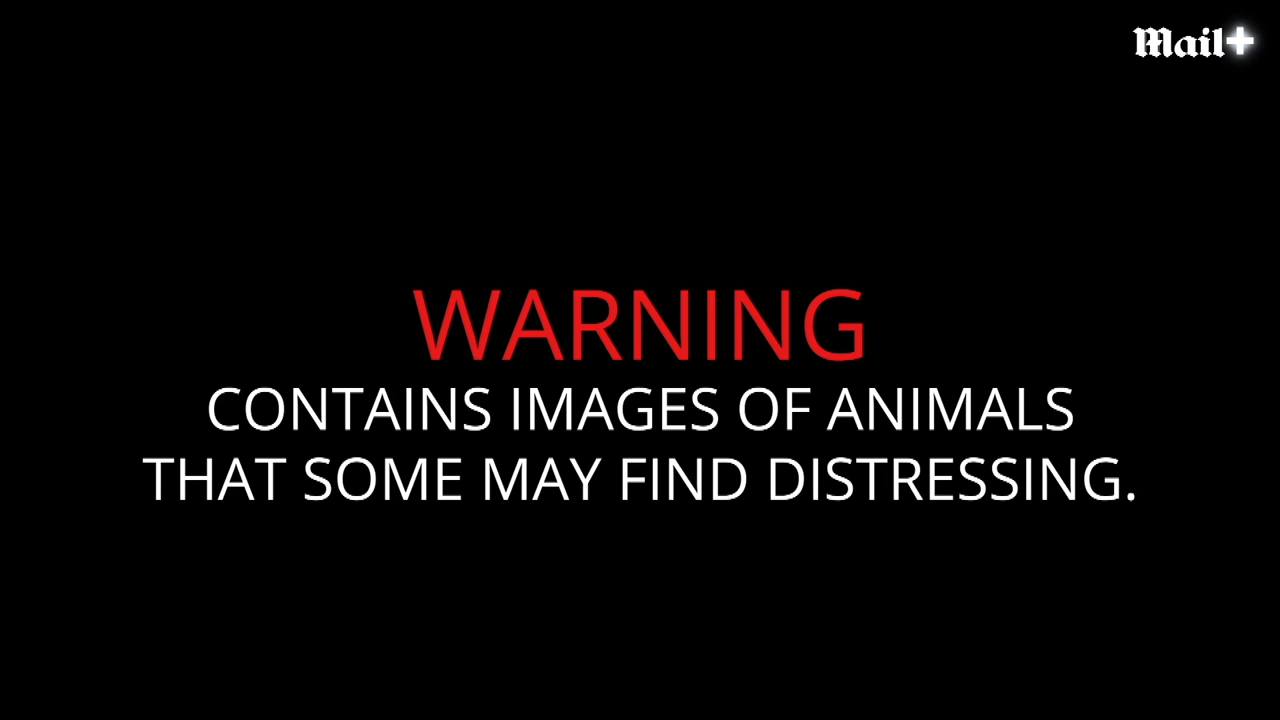 Mail+
WARNING
CONTAINS IMAGES OF ANIMALS
THAT SOME MAY FIND DISTRESSING.